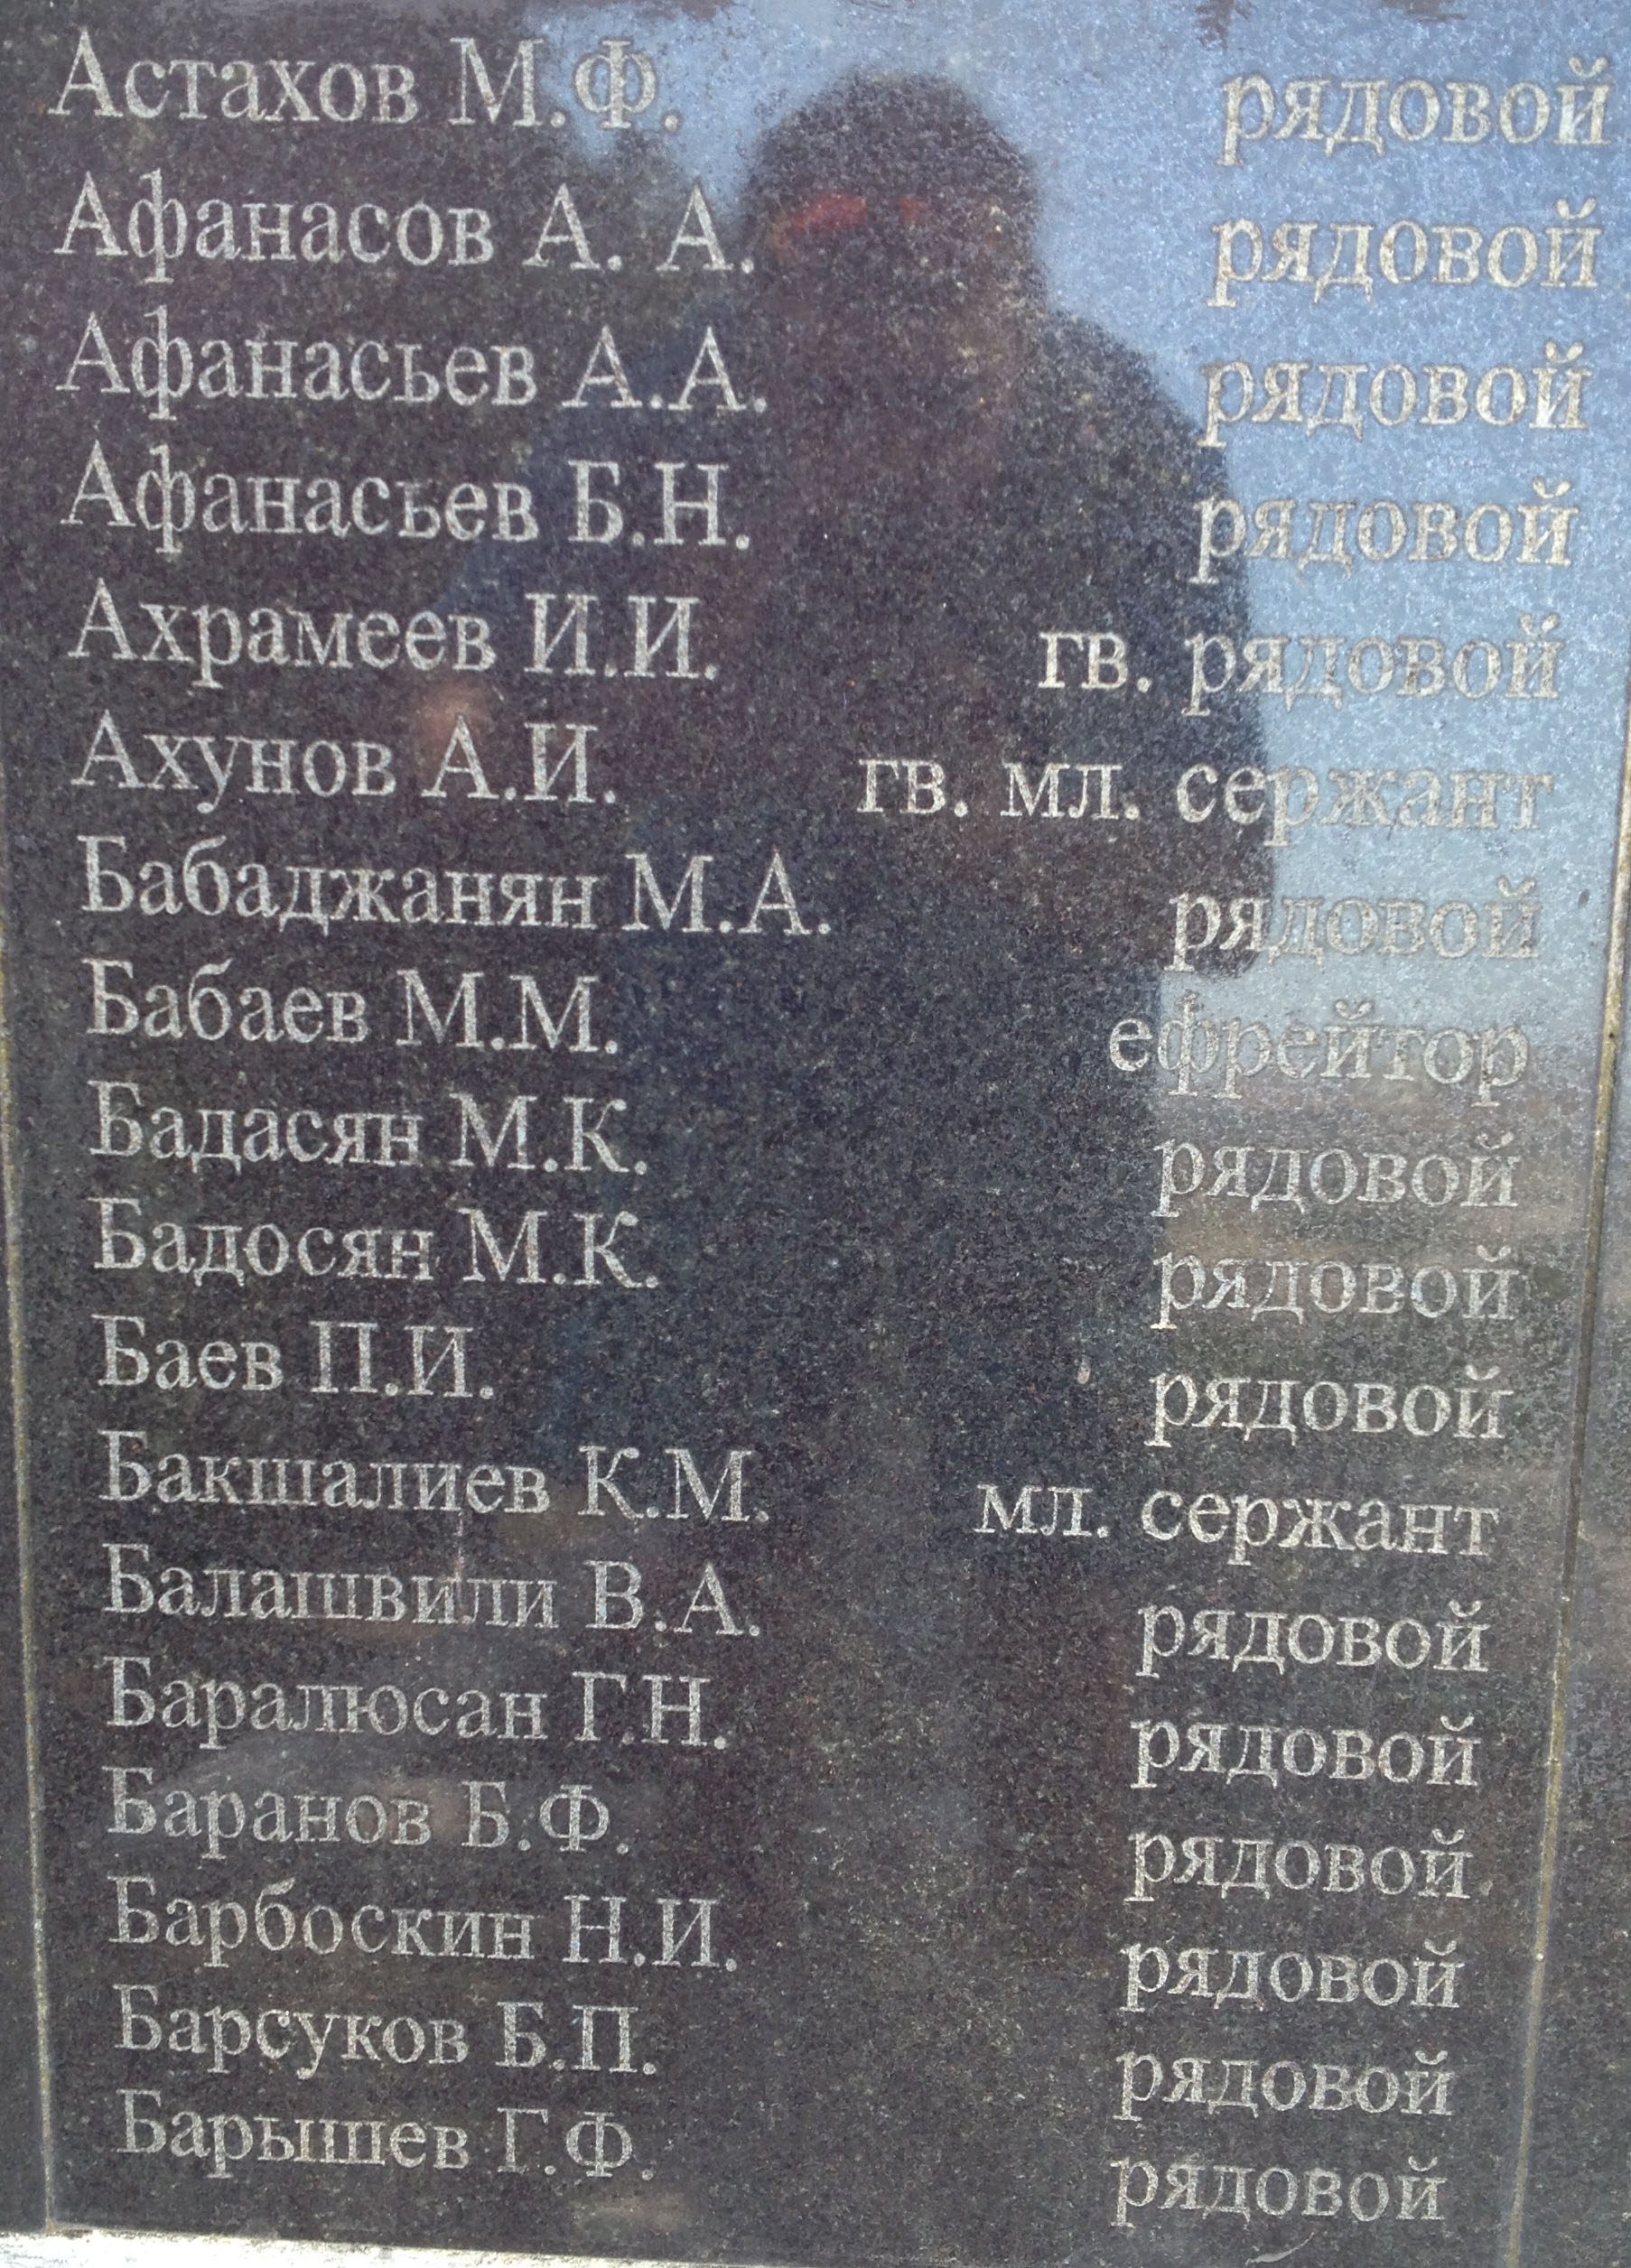 Астахов М.Ф. рядовой
Афанасов А. А. рядовой
Афанасьев А.А. рядовой
Афанасьев Б.Н. рядовой
Ахрамеев И.И. гв. рядовой
Ахунов А.И. гв. мл. сержант
Бабаджанян М.А. рядовой
Бабаев М.М. ефрейтор
Бадасян М.К. рядовой
Бадосян М.К. рядовой
Баев П.И. рядовой
Бакшалиев К.М. мл. сержант
Балашвили В.А. рядовой
Баралюсан Г.Н. рядовой
Баранов Б.Ф. рядовой
Барбоскин Н.И. рядовой
Барсуков Б.П. рядовой
Барышев Г.Ф. рядовой